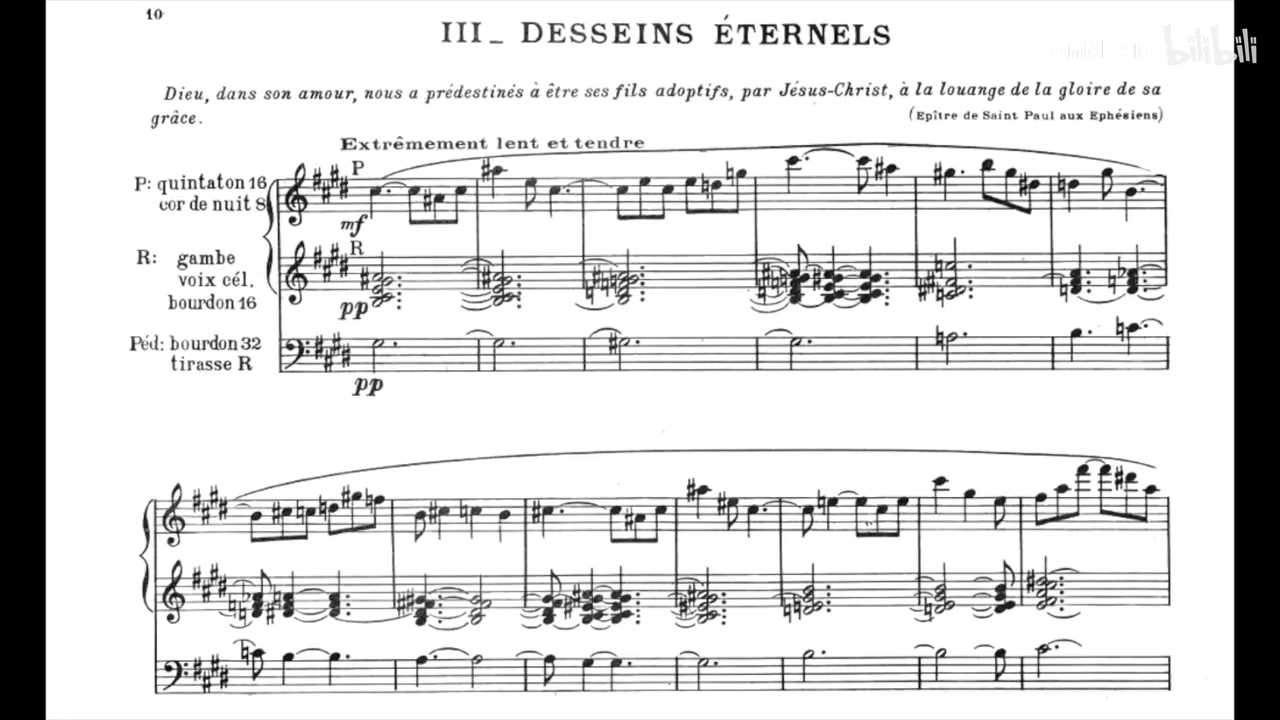 10
III_ DESSEINS ÉTERNELS
bilibili
Dieu, dans son amour, nous a prédestinés à être ses fils adoptifs, par Jésus-Christ, à la louange de la gloire de sa
grâce.
(Epître de Saint Paul aux Ephésiens)
Extrêmement lent et tendre
P
P: quintaton 16
cor de nuit 8
mf
R
R: gambe
voix cél.
bourdon 16
pp
Péd: bourdon 32
tirasse R
pp